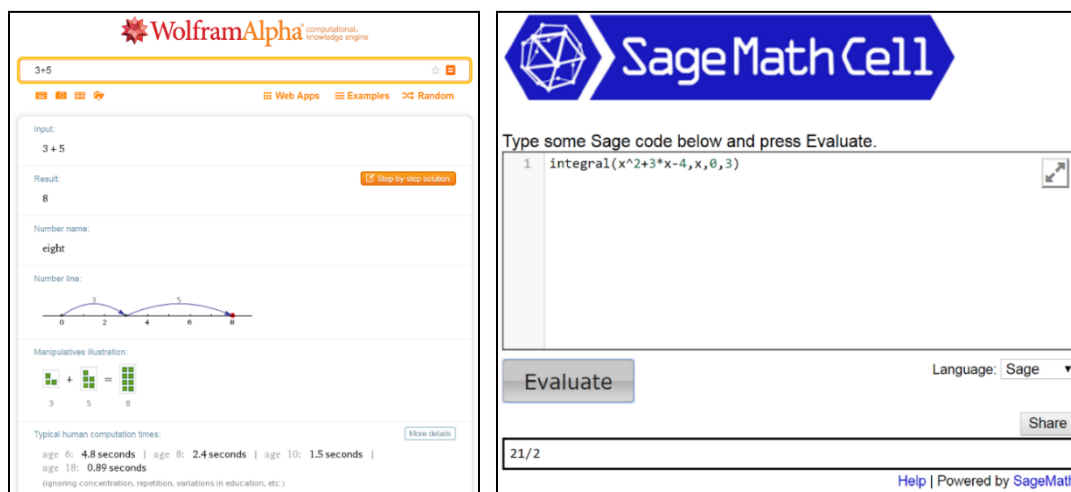 WolframAlpha computational knowledge engine
3+5
Web Apps Examples Random
Input:
3 + 5
Result:
Step-by-step solution
8
Number name:
eight
Number line:
3 5
0 2 4 6 8
Manipulatives illustration:
+ =
3 5 8
Typical human computation times:
More details
age 6: 4.8 seconds | age 8: 2.4 seconds | age 10: 1.5 seconds |
age 18: 0.89 seconds
(ignoring concentration, repetition, variations in education, etc.)
SageMathCell
Type some Sage code below and press Evaluate.
1 integral(x^2+3*x-4,x,0,3)
Evaluate
Language: Sage
Share
21/2
Help | Powered by SageMath